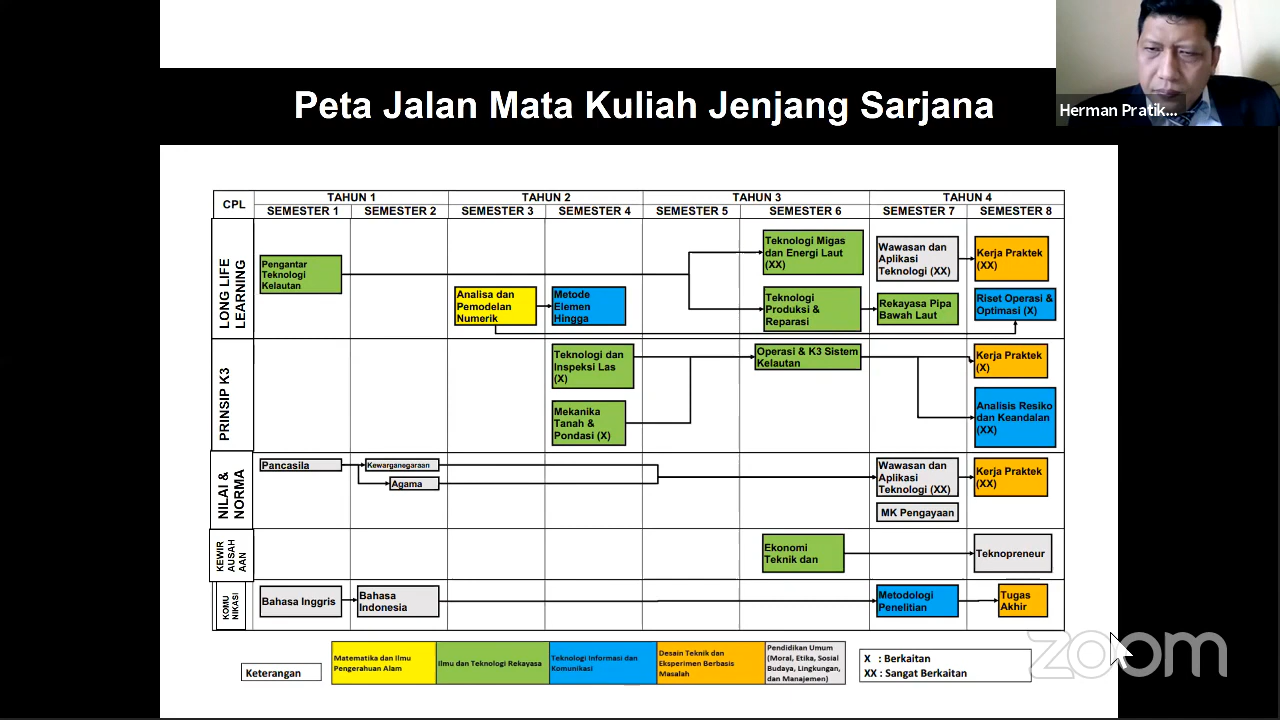 Herman Pratik...
Peta Jalan Mata Kuliah Jenjang Sarjana
CPL
TAHUN 1
TAHUN 2
TAHUN 3
TAHUN 4
SEMESTER 1
SEMESTER 2
SEMESTER 3
SEMESTER 4
SEMESTER 5
SEMESTER 6
SEMESTER 7
SEMESTER 8
LONG LIFE
LEARNING
Pengantar
Teknologi
Kelautan
Analisa dan
Pemodelan
Numerik
Metode
Elemen
Hingga
Teknologi Migas
dan Energi Laut
(XX)
Teknologi
Produksi &
Reparasi
Wawasan dan
Aplikasi
Teknologi (XX)
Rekayasa Pipa
Bawah Laut
Kerja Praktek
(XX)
Riset Operasi &
Optimasi (X)
PRINSIP K3
Teknologi dan
Inspeksi Las
(X)
Mekanika
Tanah &
Pondasi (X)
Operasi & K3 Sistem
Kelautan
Kerja Praktek
(X)
Analisis Resiko
dan Keandalan
(XX)
NILAI &
NORMA
Pancasila
Kewarganegaraan
Agama
Wawasan dan
Aplikasi
Teknologi (XX)
MK Pengayaan
Kerja Praktek
(XX)
KEWIR
AUSAH
AAN
Ekonomi
Teknik dan
Teknopreneur
KOMU
NIKASI
Bahasa Inggris
Bahasa
Indonesia
Metodologi
Penelitian
Tugas
Akhir
Keterangan
Matematika dan Ilmu
Pengerahuan Alam
Ilmu dan Teknologi Rekayasa
Teknologi Informasi dan
Komunikasi
Desain Teknik dan
Eksperimen Berbasis
Masalah
Pendidikan Umum
(Moral, Etika, Sosial
Budaya, Lingkungan,
dan Manajemen)
X : Berkaitan
XX : Sangat Berkaitan
zoom